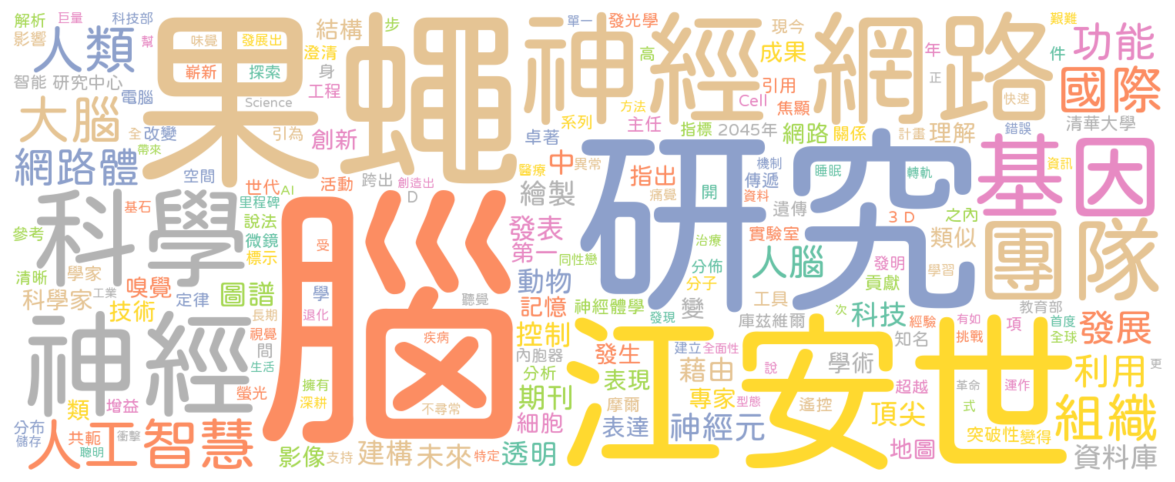 解析 巨量 科技部
影響 人類 幫
智能 研究中心
果蠅
味覺 發展出
嶄新 探索
Science
結構 步
澄清 身
工程
神經網路
單一 發光學 高
現今 成果 年 正
艱難 件 功能
國際
清華大學
快速
引用 Cell 焦顯
方法
大腦 電腦
全 改變 帶來
引為 創新
卓著 系列 主任
指標 2045年 網路 關係 計畫 理解 錯誤
網路體 空間
世代 AI 活動 跨出 創造出
里程碑
D
醫療 中 異常 指出
繪製 痛覺 開
研究
機制 傳遞 資料 遺傳
睡眠 轉軌
3 D
基因
資訊
團隊
之內 類似
科學
基石 說法 微鏡 標示
參考 清晰 學家 工業
科學家 嗅覺 技術 定律 圖譜
長期 視覺 間 生活
腦
受 學 退化
聽覺 疾病 不尋常
擁有 深耕
發表 第一 同性戀
動物 分佈 分子
治療 實驗室 人腦 發明 貢獻 學習
工具
記憶 神經體學 發現 變
庫茲維爾 次 科技 經驗 知名
教育部
有如 挑戰 項 首度 全球 發展
神經
類 增益 螢光
控制 內胞器 分析
發生 建立 全面性
江安世
表現 藉由 說 學術
期刊 摩爾 專家 型態
遙控 超越 頂尖
革命 式 運作
利用 更
組織
細胞 表達 神經元
地圖 突破性 變得
資料庫
分布 儲存 共軛 聰明 衝擊
人工智慧
影像 支持 建構 未來 特定 透明